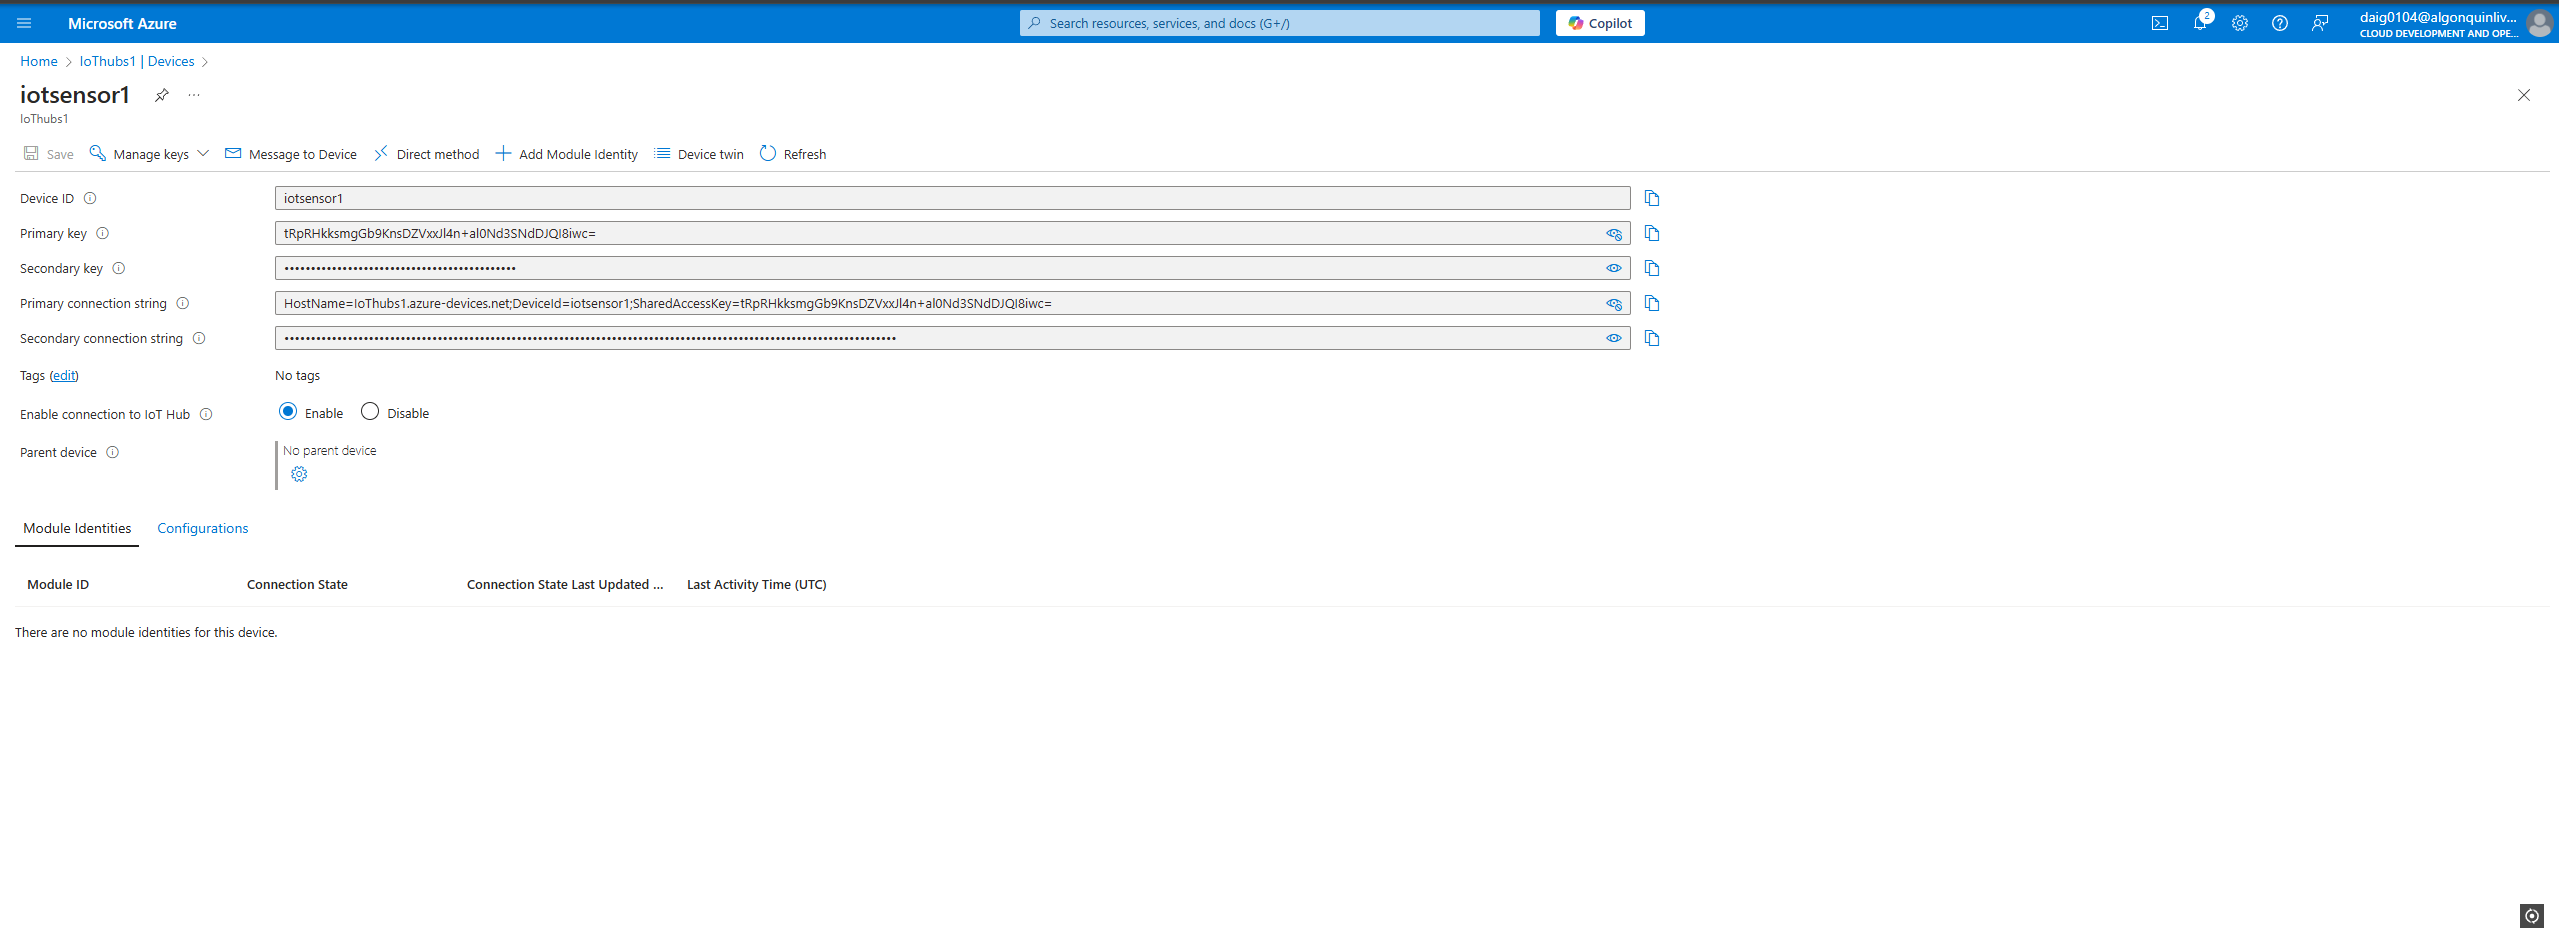 Microsoft Azure
Search resources, services, and docs (G+/)
Copilot
2
daig0104@algonquinliv...
CLOUD DEVELOPMENT AND OPE...
Home > IoThubs1 | Devices >
iotsensor1
IoThubs1
Save Manage keys Message to Device Direct method Add Module Identity Device twin Refresh
Device ID iotsensor1
Primary key tRpRHkksmgGb9KnsDZVxxJl4n+al0Nd3SNdDJQI8iwc=
Secondary key
Primary connection string HostName=IoThubs1.azure-devices.net;DeviceId=iotsensor1;SharedAccessKey=tRpRHkksmgGb9KnsDZVxxJl4n+al0Nd3SNdDJQI8iwc=
Secondary connection string
Tags (edit) No tags
Enable connection to IoT Hub Enable Disable
Parent device No parent device
Module Identities Configurations
Module ID Connection State Connection State Last Updated ... Last Activity Time (UTC)
There are no module identities for this device.